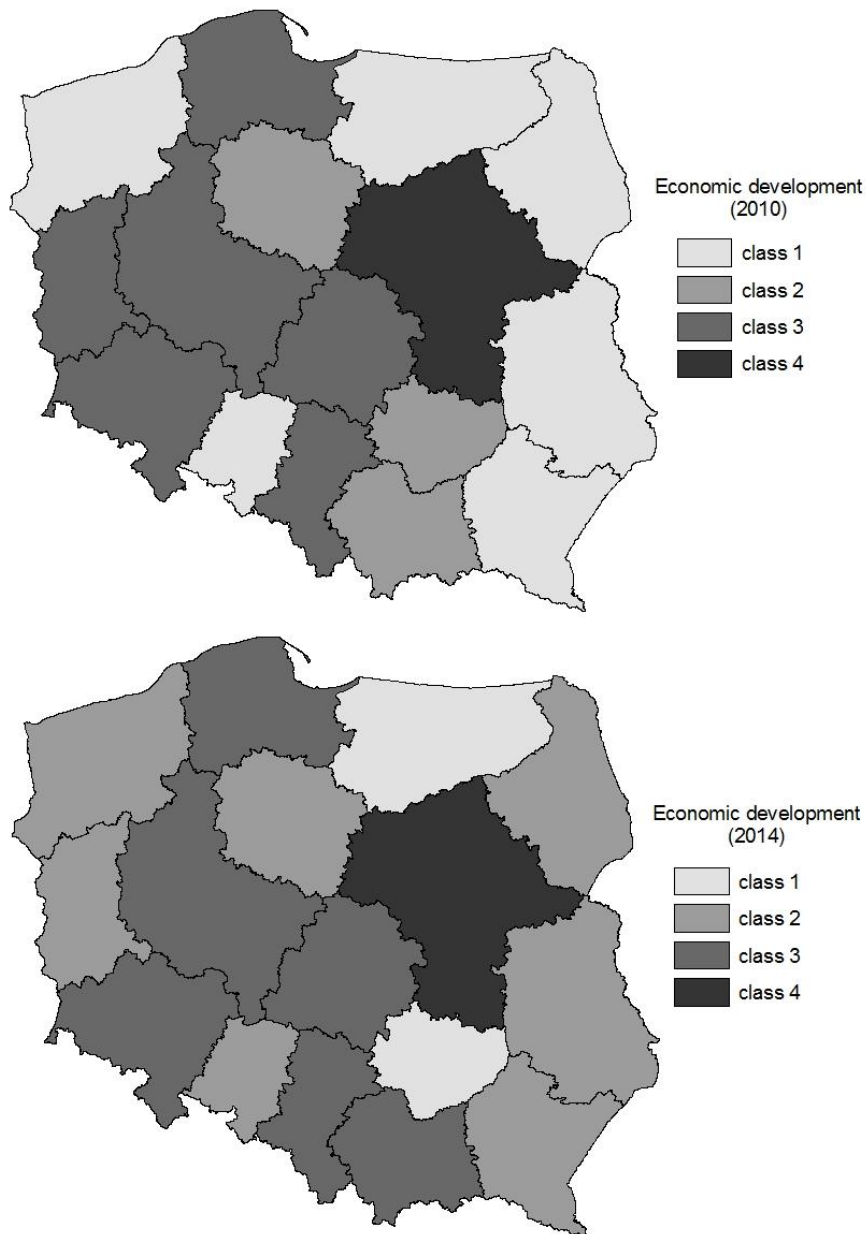 Economic development
(2010)
class 1
class 2
class 3
class 4
Economic development
(2014)
class 1
class 2
class 3
class 4